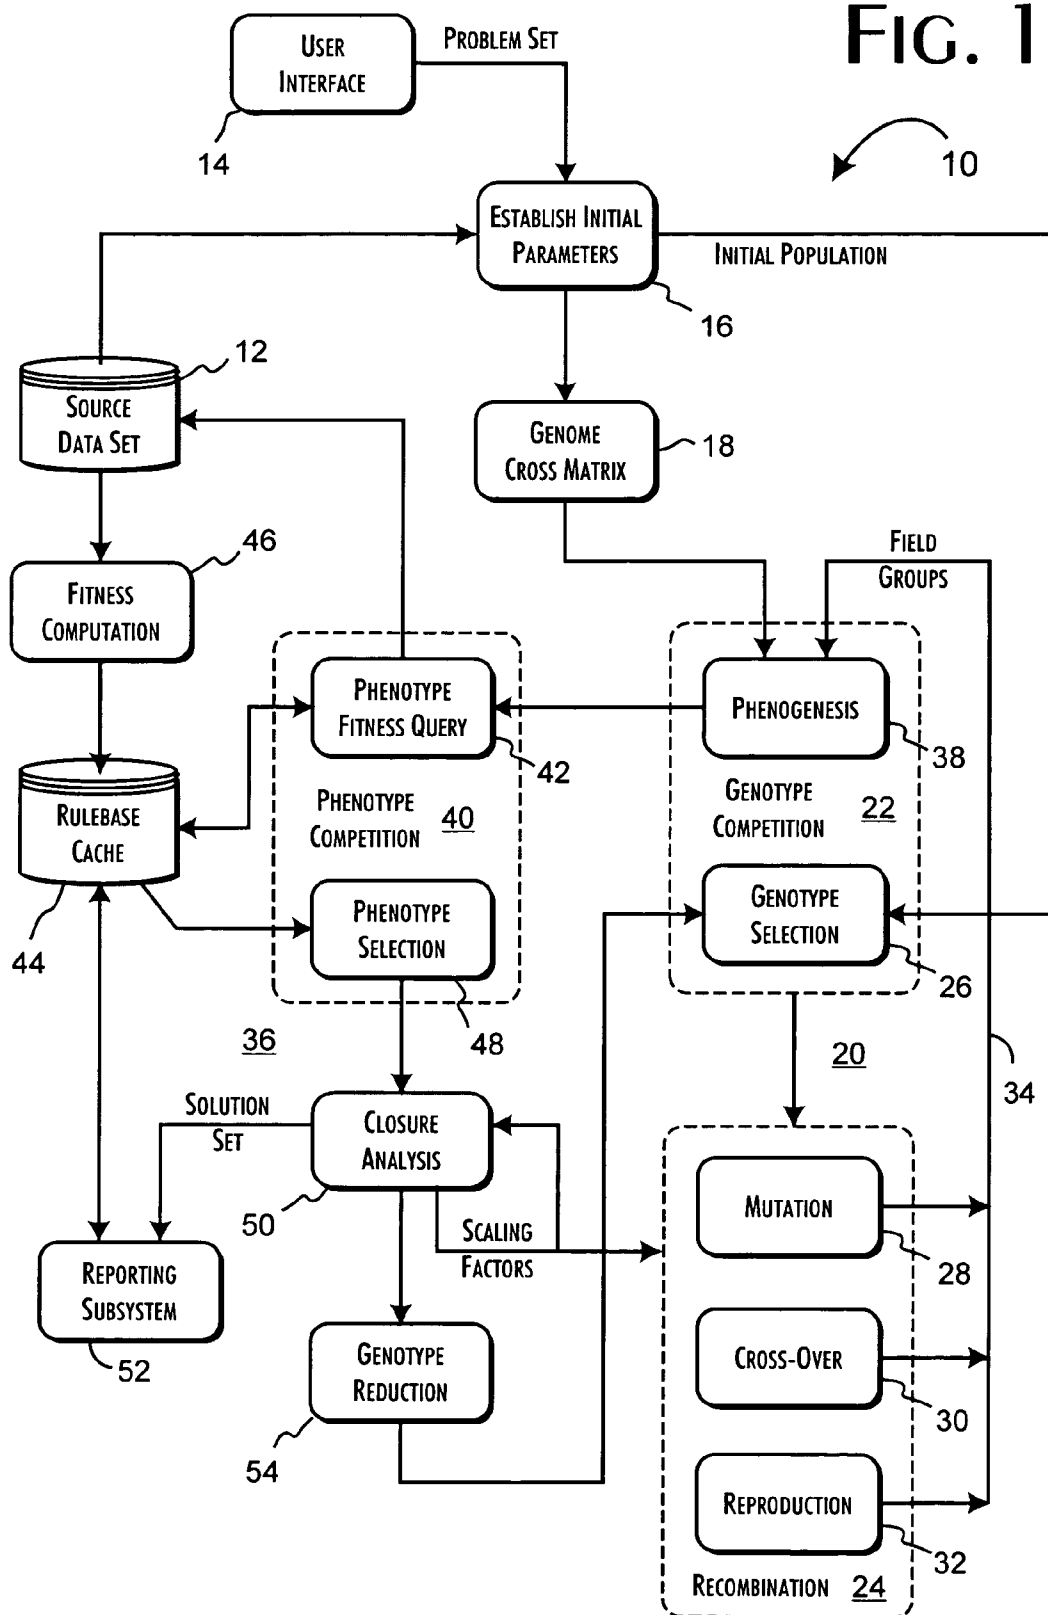 FIG. 1
USER
INTERFACE
PROBLEM SET
14
10
ESTABLISH INITIAL
PARAMETERS
INITIAL POPULATION
16
12
SOURCE
DATA SET
GENOME
CROSS MATRIX
18
46
FIELD
GROUPS
FITNESS
COMPUTATION
PHENOTYPE
FITNESS QUERY
42
PHENOGENESIS
38
PHENOTYPE
COMPETITION
40
GENOTYPE
COMPETITION
22
RULEBASE
CACHE
44
PHENOTYPE
SELECTION
48
GENOTYPE
SELECTION
26
36
20
34
SOLUTION
SET
CLOSURE
ANALYSIS
50
SCALING
FACTORS
MUTATION
28
REPORTING
SUBSYSTEM
52
GENOTYPE
REDUCTION
54
CROSS-OVER
30
REPRODUCTION
32
RECOMBINATION 24